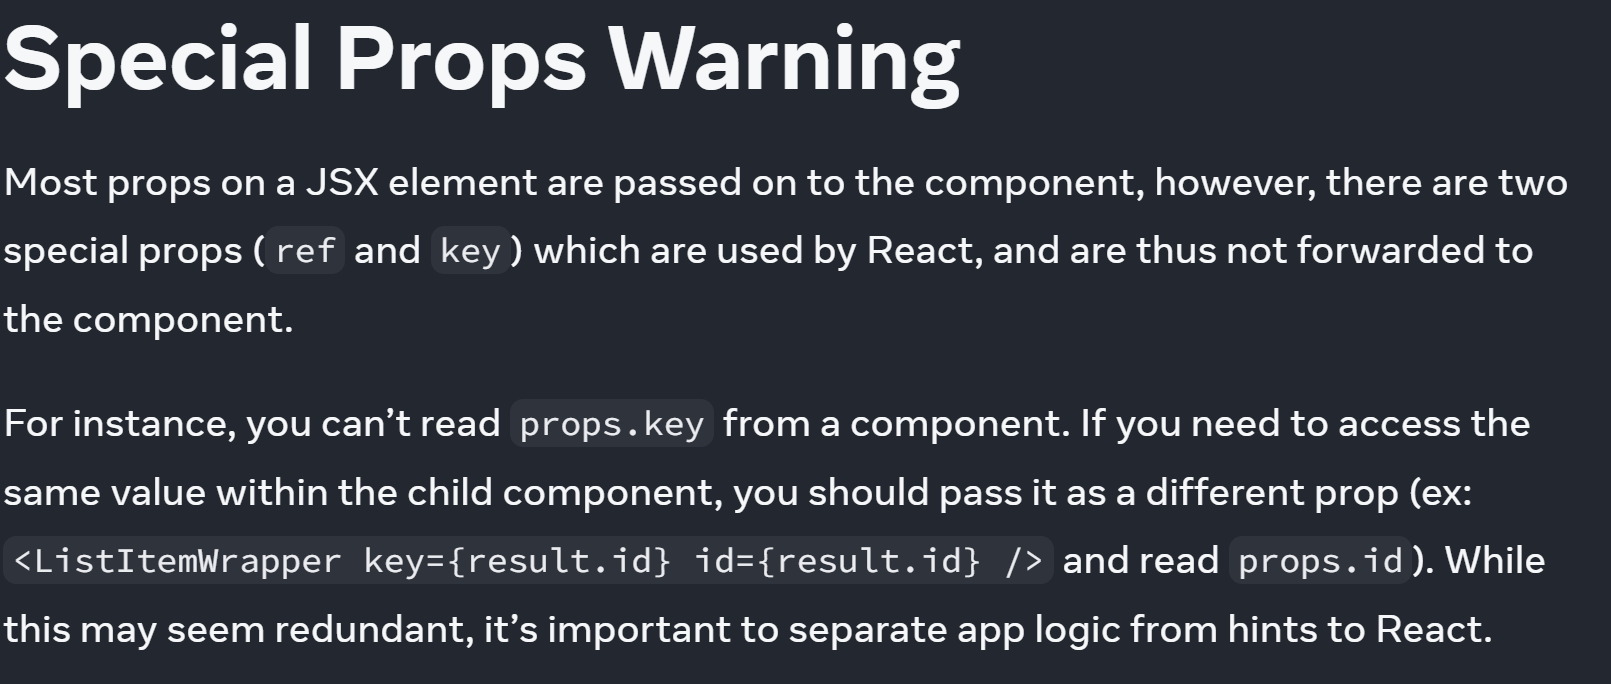 Special Props Warning
Most props on a JSX element are passed on to the component, however, there are two
special props (ref and key) which are used by React, and are thus not forwarded to
the component.
For instance, you can’t read props.key from a component. If you need to access the
same value within the child component, you should pass it as a different prop (ex:
<ListItemWrapper key={result.id} id={result.id} /> and read props.id). While
this may seem redundant, it’s important to separate app logic from hints to React.